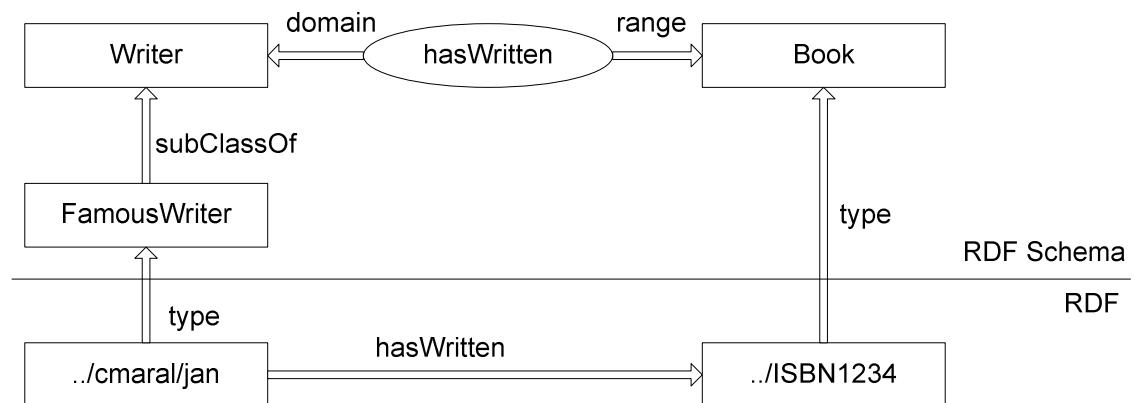 domain
range
Writer
hasWritten
Book
subClassOf
FamousWriter
type
RDF Schema
RDF
type
hasWritten
../cmaral/jan
../ISBN1234